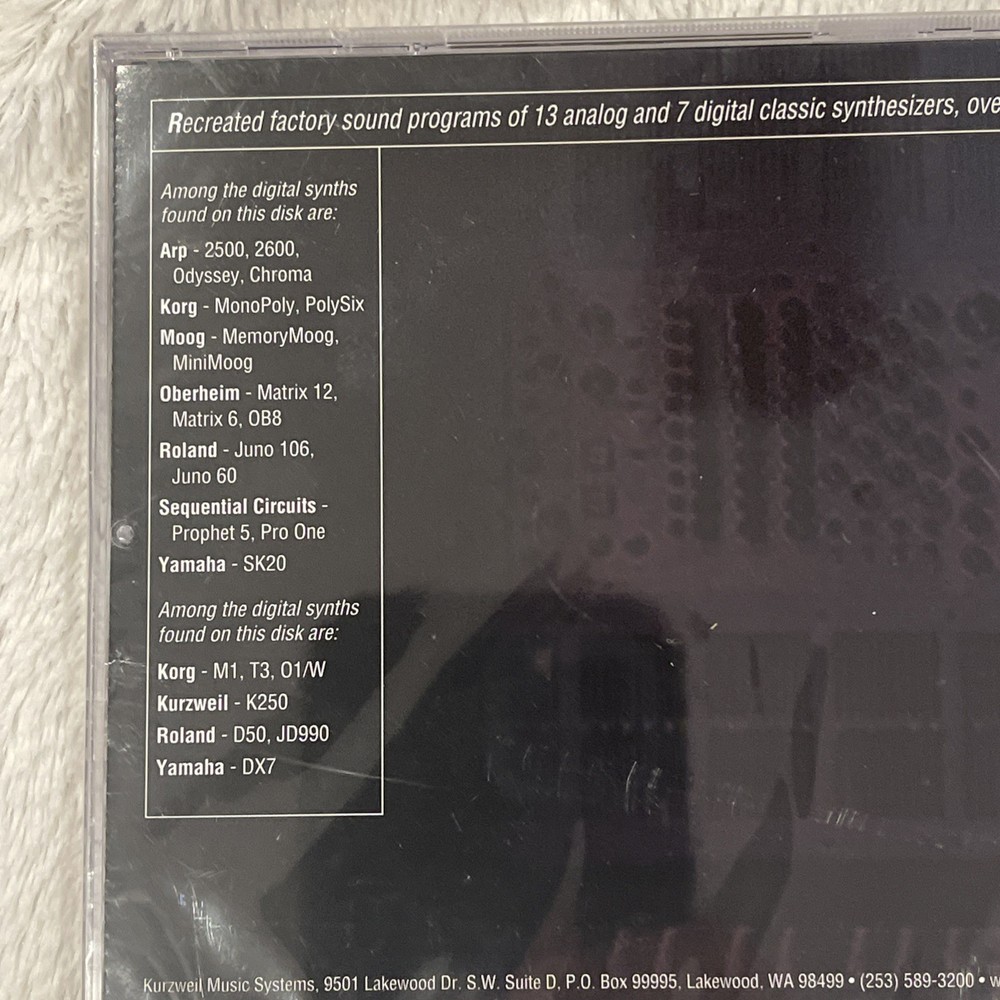 Recreated factory sound programs of 13 analog and 7 digital classic synthesizers, ove
Among the digital synths
found on this disk are:
Arp - 2500, 2600,
Odyssey, Chroma
Korg - MonoPoly, PolySix
Moog - MemoryMoog,
MiniMoog
Oberheim - Matrix 12,
Matrix 6, OB8
Roland - Juno 106,
Juno 60
Sequential Circuits -
Prophet 5, Pro One
Yamaha - SK20
Among the digital synths
found on this disk are:
Korg - M1, T3, O1/W
Kurzweil - K250
Roland - D50, JD990
Yamaha - DX7
Kurzweil Music Systems, 9501 Lakewood Dr. S.W. Suite D, P.O. Box 99995, Lakewood, WA 98499 • (253) 589-3200 •